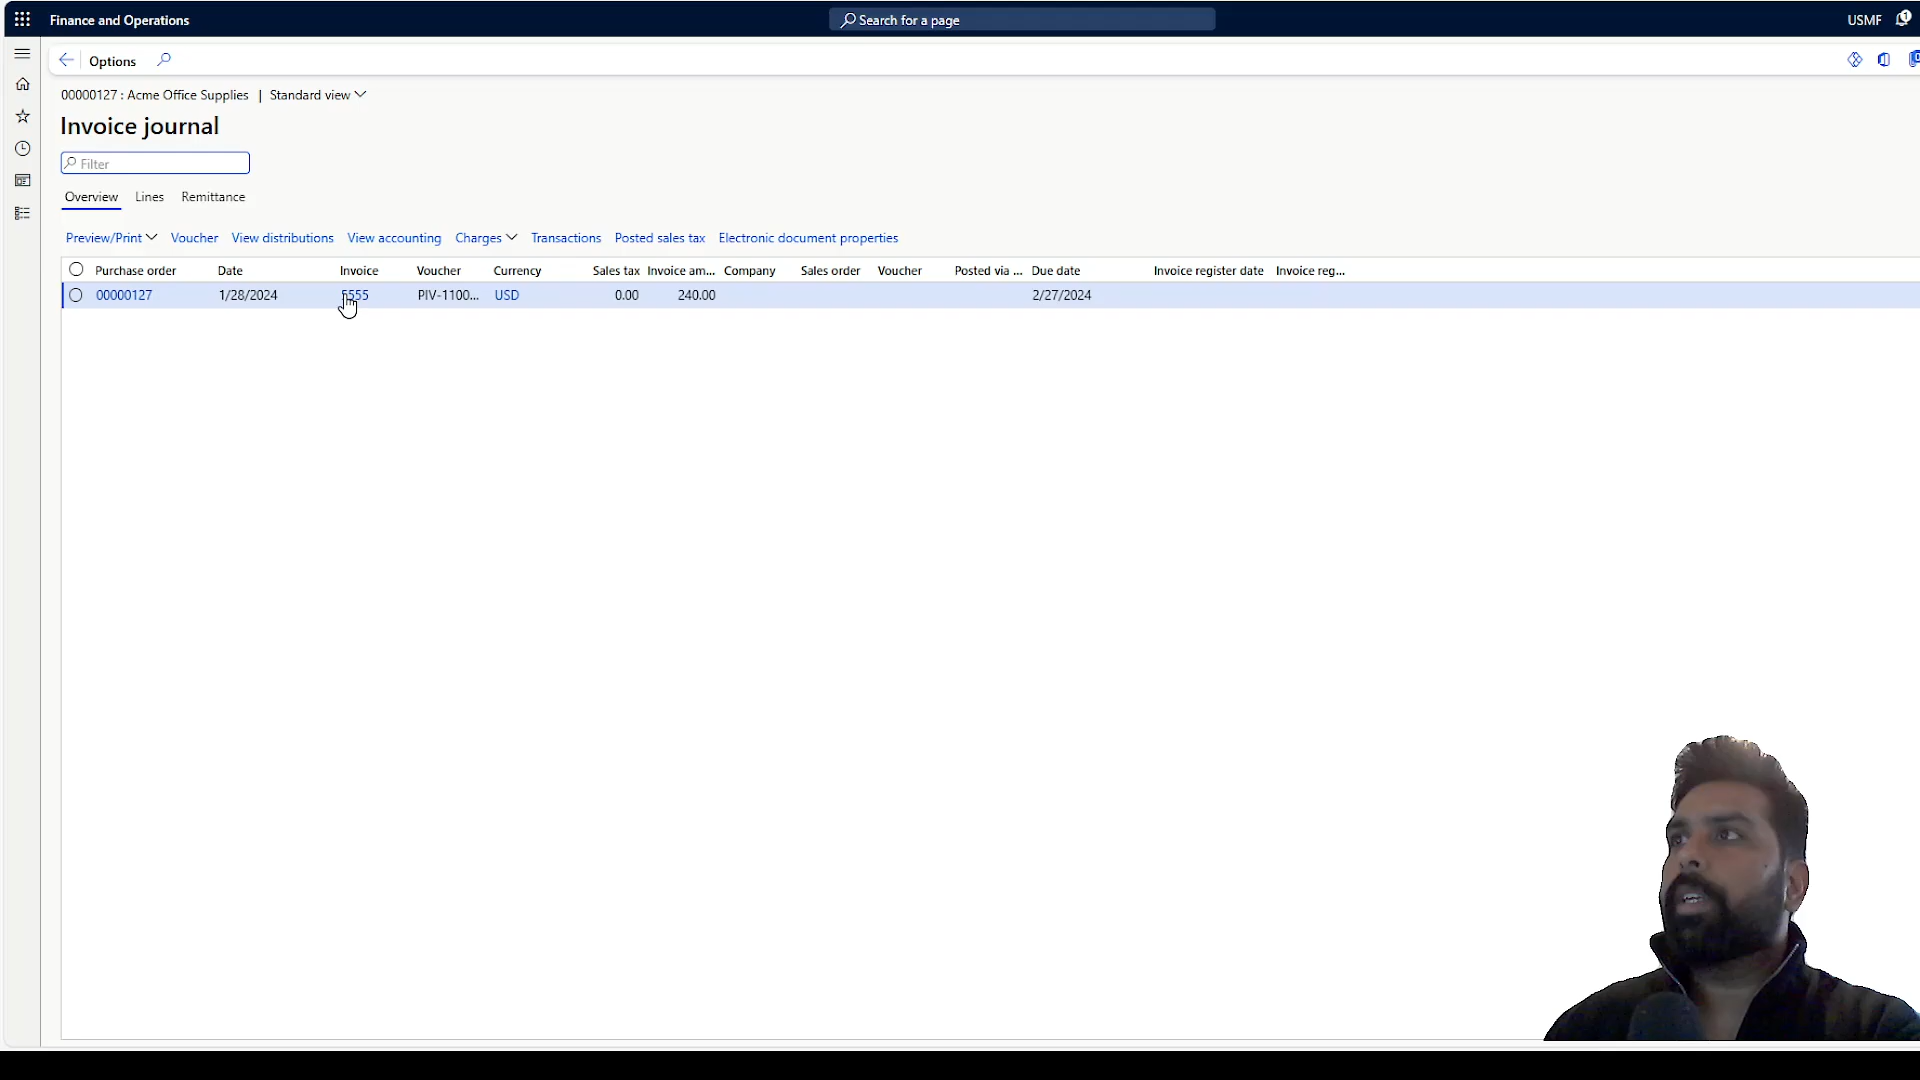 Finance and Operations
Search for a page
USMF
1
Options
00000127 : Acme Office Supplies | Standard view
Invoice journal
Filter
Overview Lines Remittance
Preview/Print Voucher View distributions View accounting Charges Transactions Posted sales tax Electronic document properties
Purchase order Date Invoice Voucher Currency Sales tax Invoice am... Company Sales order Voucher Posted via ... Due date Invoice register date Invoice reg...
00000127 1/28/2024 5555 PIV-1100... USD 0.00 240.00 2/27/2024